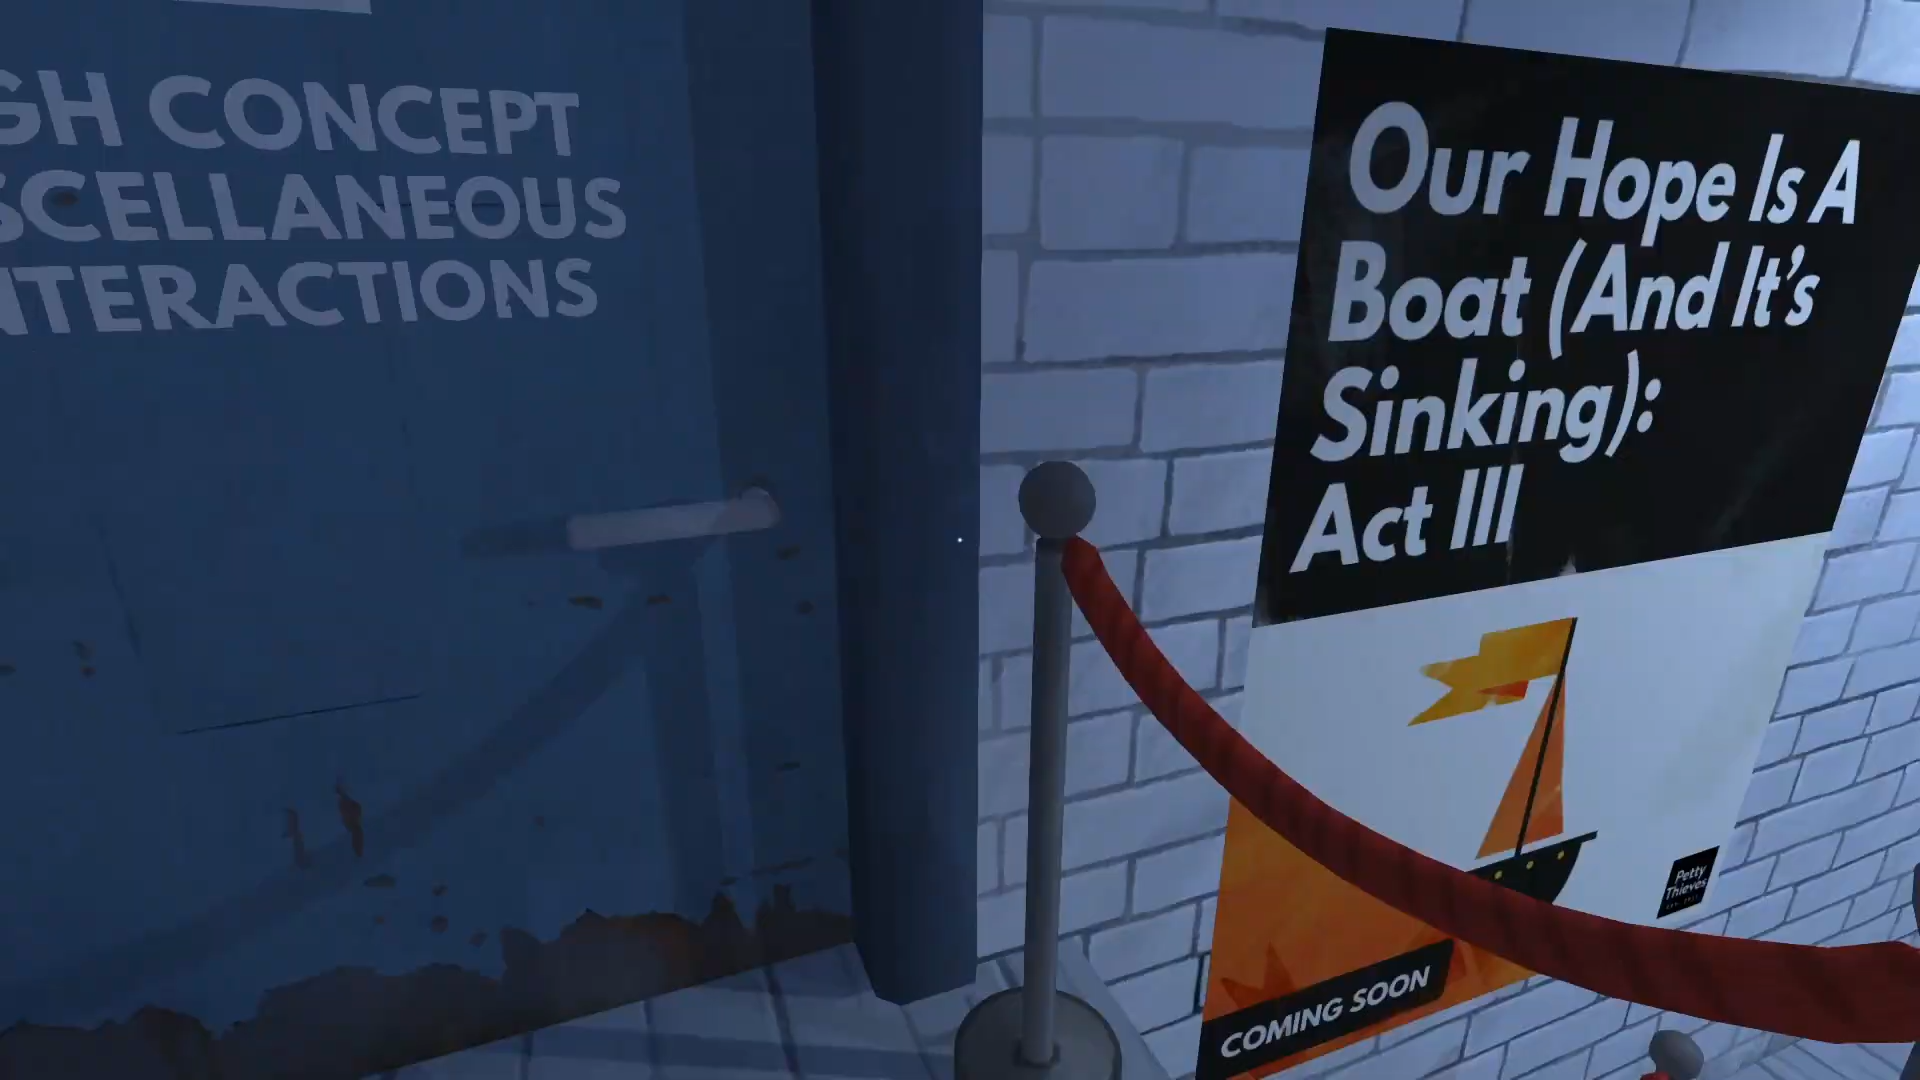 GH CONCEPT
SCELLANEOUS
NTERACTIONS
Our Hope Is A
Boat (And It's
Sinking):
Act III
Petty
Thieves
COMING SOON